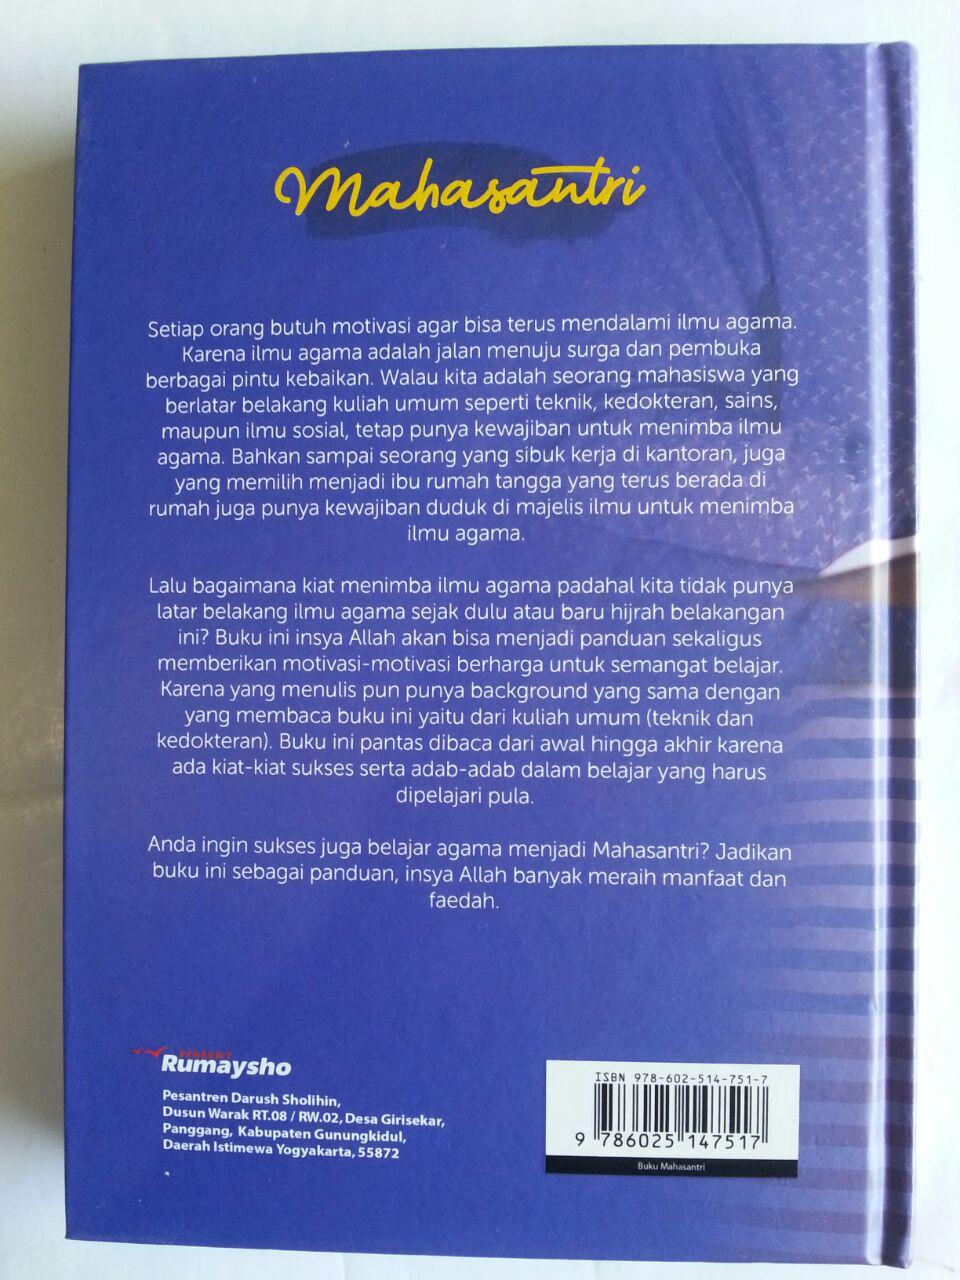 Mahasantri
Setiap orang butuh motivasi agar bisa terus mendalami ilmu agama.
Karena ilmu agama adalah jalan menuju surga dan pembuka
berbagai pintu kebaikan. Walau kita adalah seorang mahasiswa yang
berlatar belakang kuliah umum seperti teknik, kedokteran, sains,
maupun ilmu sosial, tetap punya kewajiban untuk menimba ilmu
agama. Bahkan sampai seorang yang sibuk kerja di kantoran, juga
yang memilih menjadi ibu rumah tangga yang terus berada di
rumah juga punya kewajiban duduk di majelis ilmu untuk menimba
ilmu agama.
Lalu bagaimana kiat menimba ilmu agama padahal kita tidak punya
latar belakang ilmu agama sejak dulu atau baru hijrah belakangan
ini? Buku ini insya Allah akan bisa menjadi panduan sekaligus
memberikan motivasi-motivasi berharga untuk semangat belajar.
Karena yang menulis pun punya background yang sama dengan
yang membaca buku ini yaitu dari kuliah umum (teknik dan
kedokteran). Buku ini pantas dibaca dari awal hingga akhir karena
ada kiat-kiat sukses serta adab-adab dalam belajar yang harus
dipelajari pula.
Anda ingin sukses juga belajar agama menjadi Mahasantri? Jadikan
buku ini sebagai panduan, insya Allah banyak meraih manfaat dan
faedah.
PENERBIT
Rumaysho
Pesantren Darush Sholihin,
Dusun Warak RT.08 / RW.02, Desa Girisekar,
Panggang, Kabupaten Gunungkidul,
Daerah Istimewa Yogyakarta, 55872
ISBN 978-602-514-751-7
9 786025 147517
Buku Mahasantri